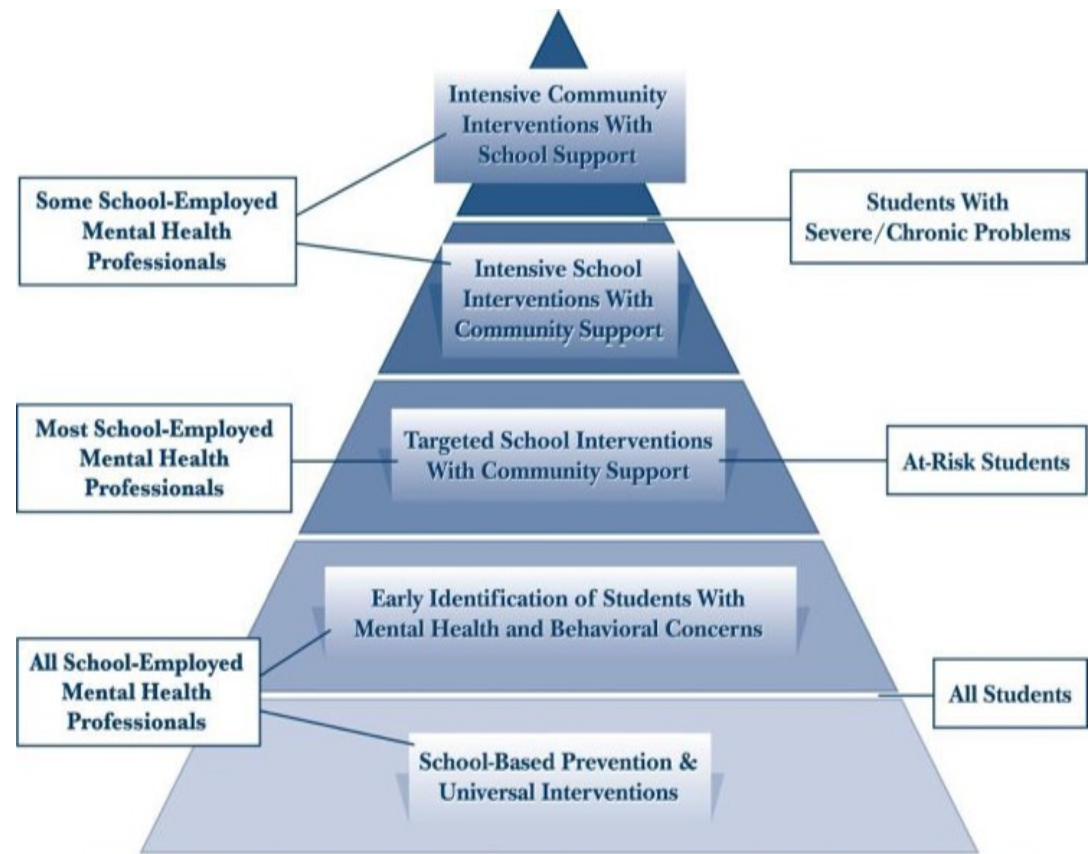 Intensive Community
Interventions With
School Support
Some School-Employed
Mental Health
Professionals
Students With
Severe/Chronic Problems
Intensive School
Interventions With
Community Support
Most School-Employed
Mental Health
Professionals
Targeted School Interventions
With Community Support
At-Risk Students
Early Identification of Students With
Mental Health and Behavioral Concerns
All School-Employed
Mental Health
Professionals
All Students
School-Based Prevention &
Universal Interventions